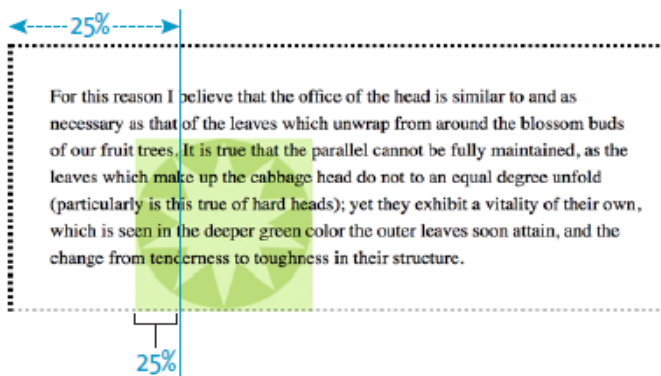 25%
For this reason I believe that the office of the head is similar to and as
necessary as that of the leaves which unwrap from around the blossom buds
of our fruit trees. It is true that the parallel cannot be fully maintained, as the
leaves which make up the cabbage head do not to an equal degree unfold
(particularly is this true of hard heads); yet they exhibit a vitality of their own,
which is seen in the deeper green color the outer leaves soon attain, and the
change from tenderness to toughness in their structure.
25%